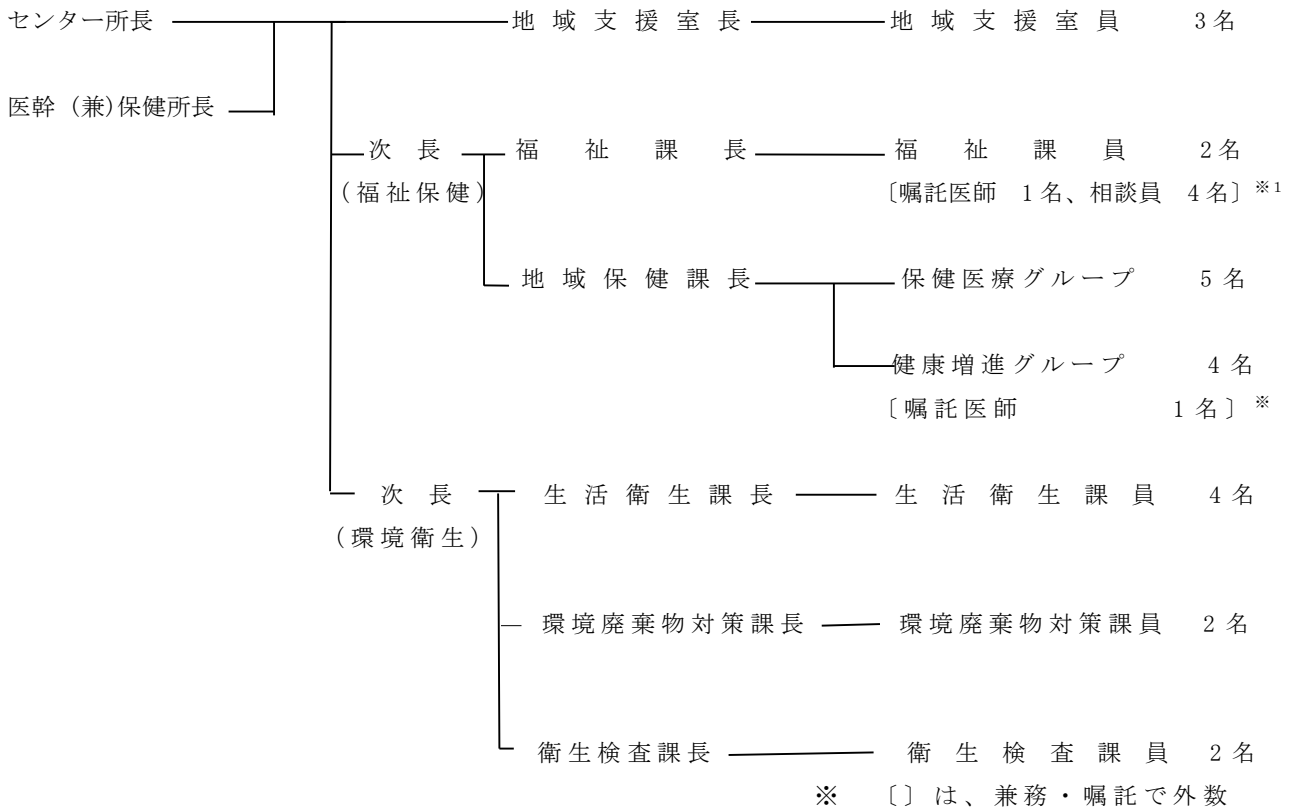 センター所長 地域支援室長 地域支援室員 3名
医幹（兼）保健所長
次長 福祉課長 福祉課員 2名
（福祉保健） 〔嘱託医師 1名、相談員 4名〕※1
地域保健課長 保健医療グループ 5名
健康増進グループ 4名
〔嘱託医師 1名〕※
次長 生活衛生課長 生活衛生課員 4名
（環境衛生）
環境廃棄物対策課長 環境廃棄物対策課員 2名
衛生検査課長 衛生検査課員 2名
※ 〔〕は、兼務・嘱託で外数